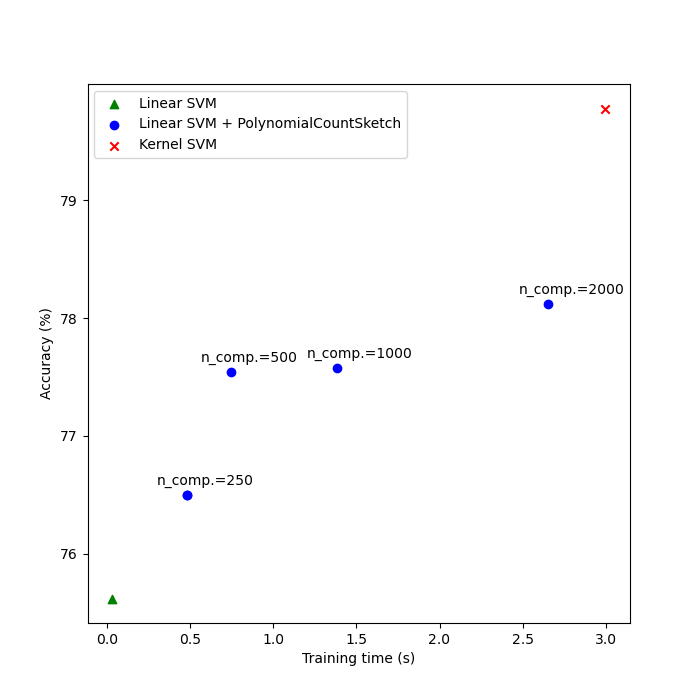 Linear SVM
Linear SVM + PolynomialCountSketch
Kernel SVM
79
n_comp.=2000
78
n_comp.=500 n_comp.=1000
77
n_comp.=250
76
Accuracy (%)
0.0 0.5 1.0 1.5 2.0 2.5 3.0
Training time (s)